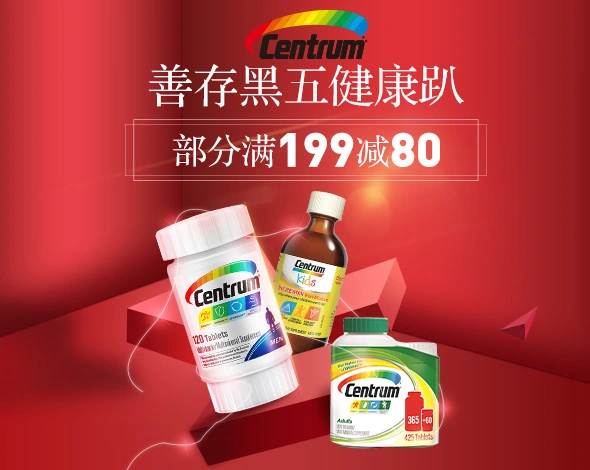 Centrum
善存黑五健康趴
部分满199减80
Centrum
kids
Centrum
120 Tablets
MEN
Centrum
Adults
365 +60
425 Tablets